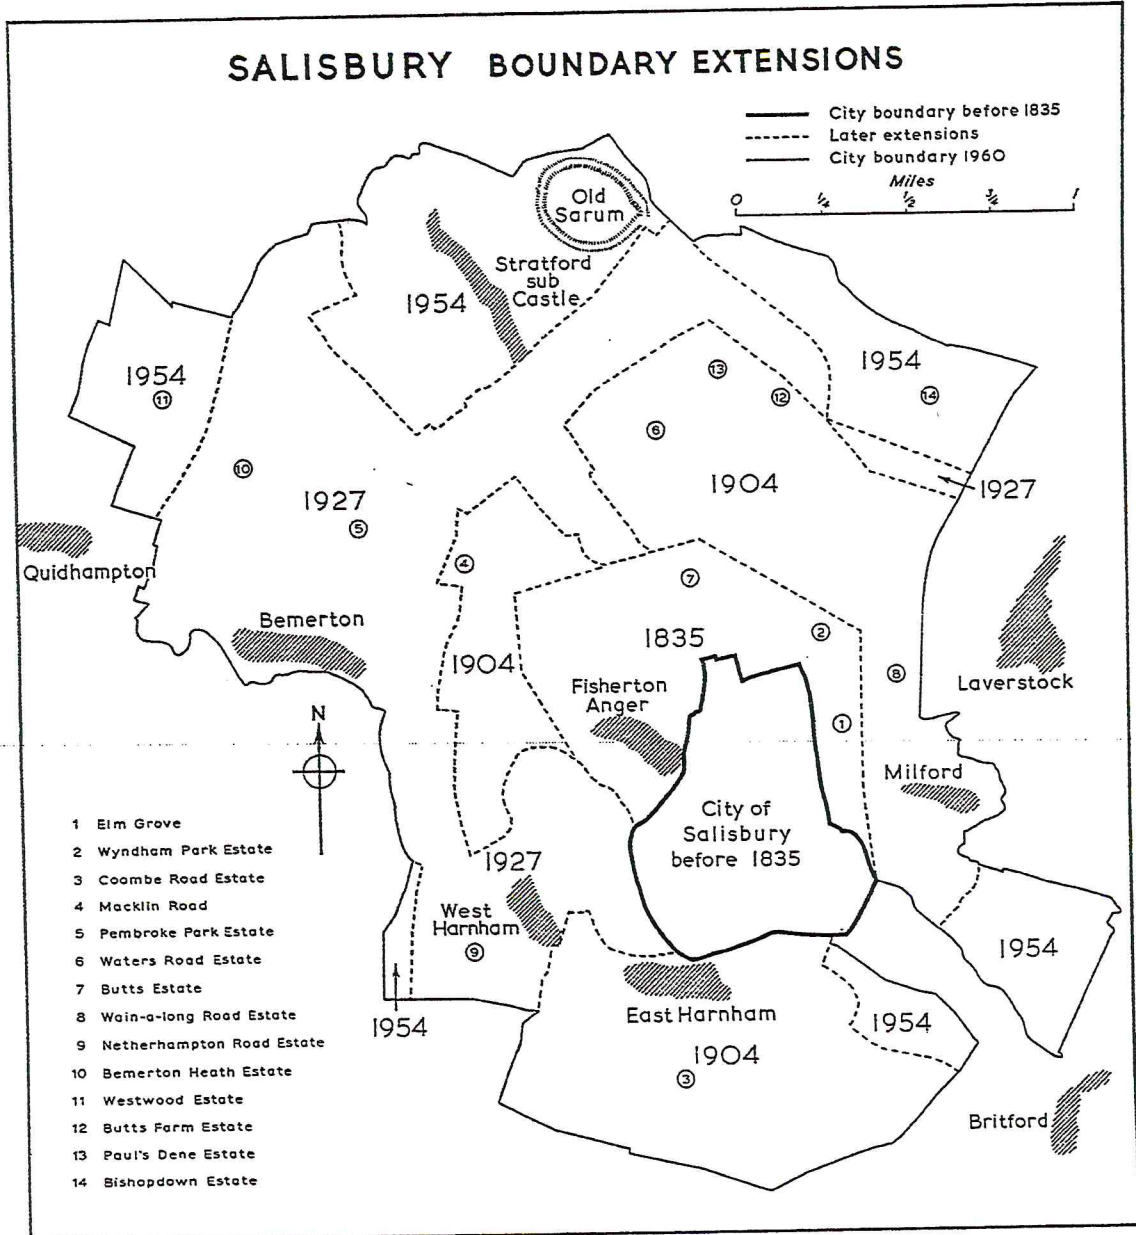 SALISBURY BOUNDARY EXTENSIONS
City boundary before 1835
Later extensions
City boundary 1960
Miles
0 ¼ ½ ¾ 1
Old
Sarum
Stratford
sub
Castle
1954
1954
11
1954
14
13
12
6
10
1927
5
1904
1927
Quidhampton
4
7
Bemerton
1835
2
1904
8
Laverstock
Fisherton
Anger
1
N
Milford
City of
Salisbury
before 1835
1927
West
Harnham
9
1954
1954
East Harnham
1954
1904
3
Britford
1 Elm Grove
2 Wyndham Park Estate
3 Coombe Road Estate
4 Macklin Road
5 Pembroke Park Estate
6 Waters Road Estate
7 Butts Estate
8 Wain-a-long Road Estate
9 Netherhampton Road Estate
10 Bemerton Heath Estate
11 Westwood Estate
12 Butts Farm Estate
13 Paul's Dene Estate
14 Bishopdown Estate